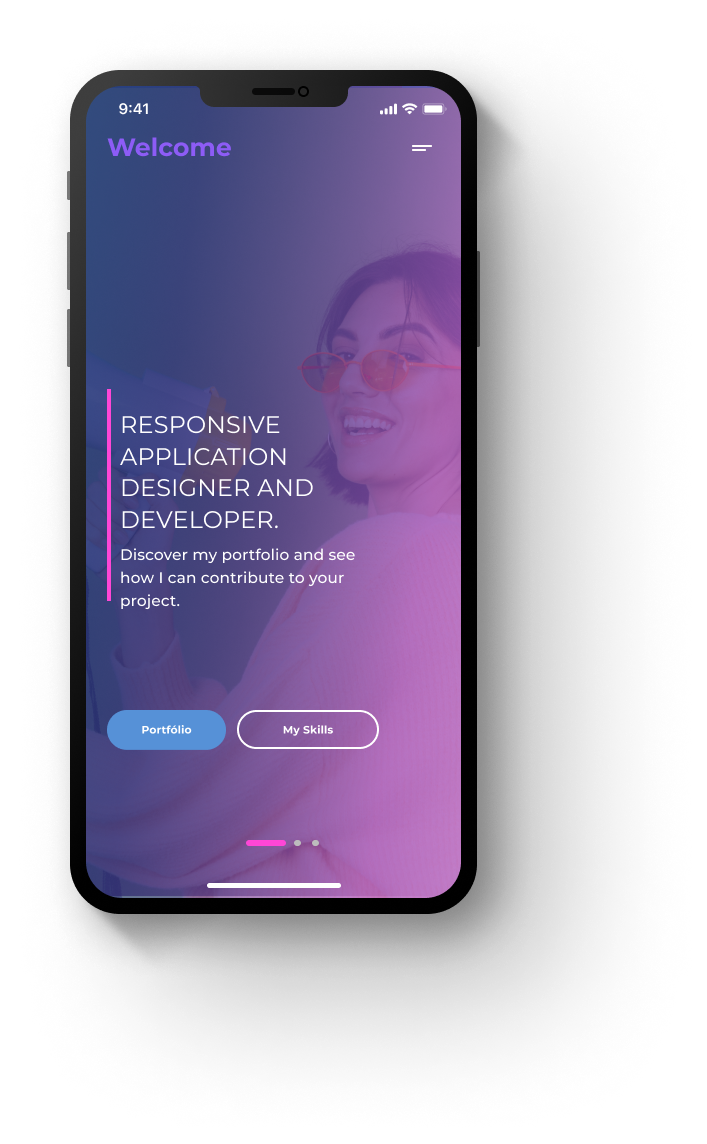 9:41
Welcome
RESPONSIVE
APPLICATION
DESIGNER AND
DEVELOPER.
Discover my portfolio and see
how I can contribute to your
project.
Portfólio
My Skills